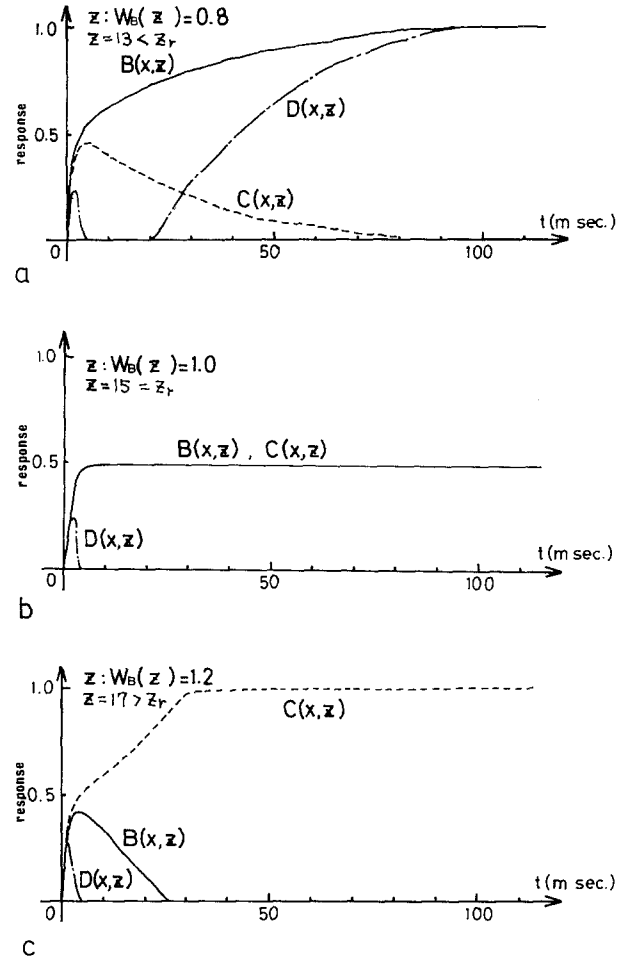 1.0
z : W_B( z ) = 0.8
z = 13 < z_r
B(x,z)
D(x,z)
response
0.5
C(x,z)
t (m sec.)
0 50 100
a
1.0
z : W_B( z ) = 1.0
z = 15 = z_r
response
B(x,z) , C(x,z)
0.5
D(x,z)
t (m sec.)
0 50 100
b
z : W_B( z ) = 1.2
1.0
z = 17 > z_r
C(x,z)
response
0.5
B(x,z)
D(x,z)
t (m sec.)
0 50 100
c